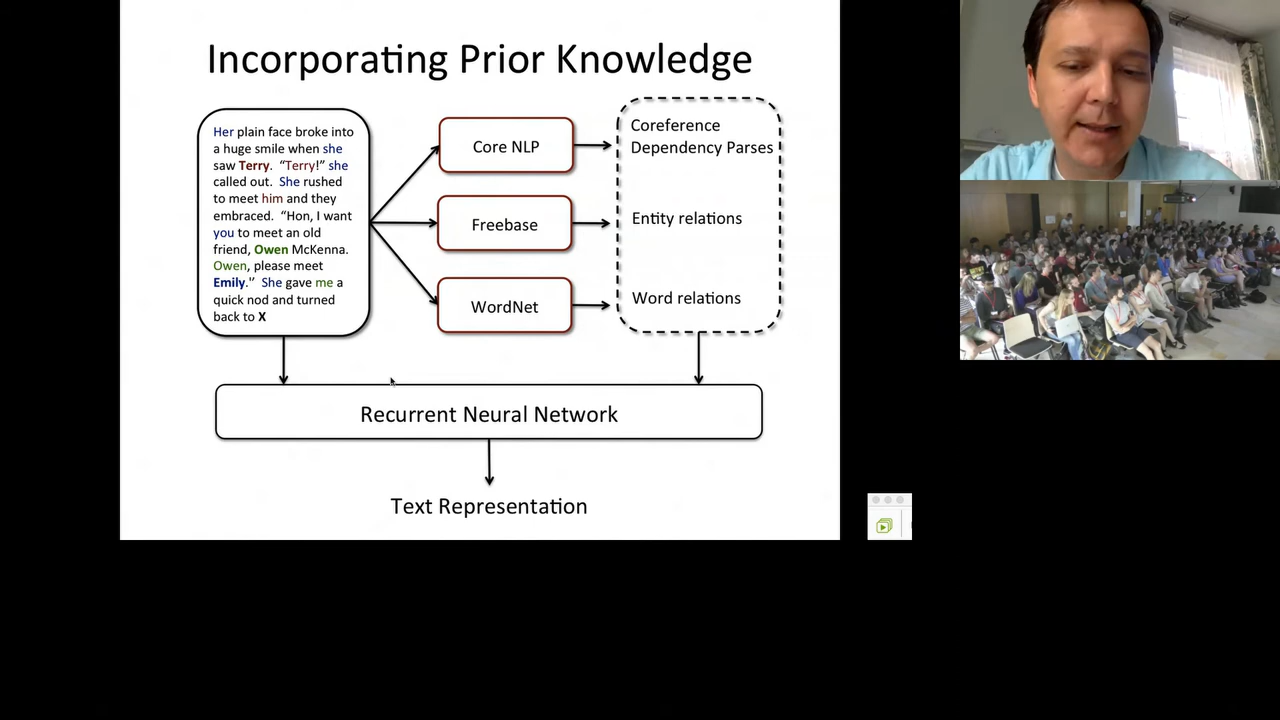 Incorporating Prior Knowledge
Her plain face broke into
a huge smile when she
saw Terry. “Terry!” she
called out. She rushed
to meet him and they
embraced. “Hon, I want
you to meet an old
friend, Owen McKenna.
Owen, please meet
Emily.” She gave me a
quick nod and turned
back to X
Core NLP
Freebase
WordNet
Coreference
Dependency Parses
Entity relations
Word relations
Recurrent Neural Network
Text Representation